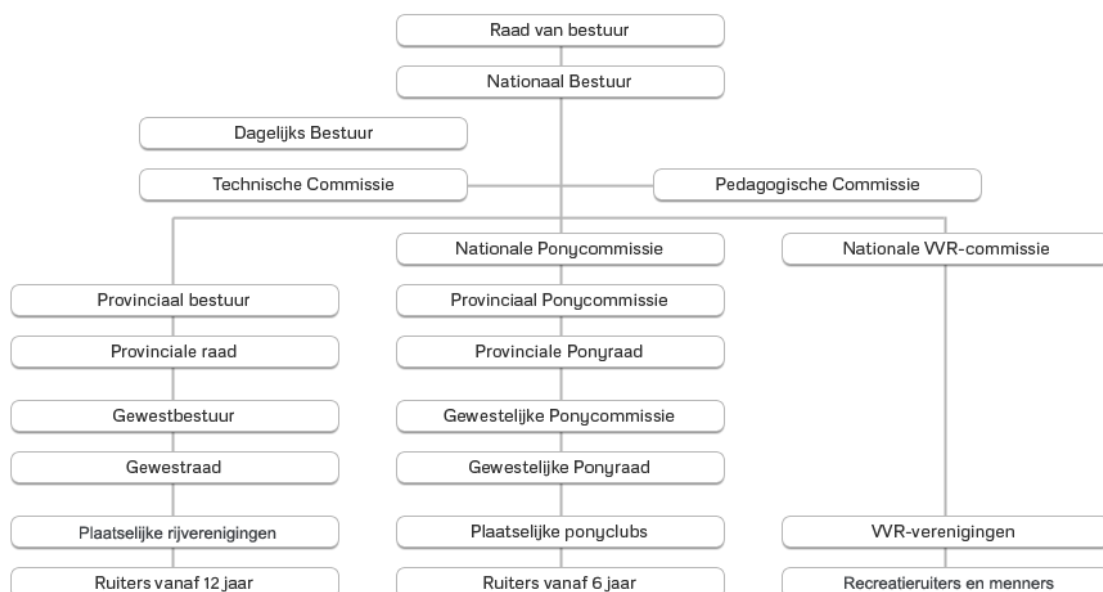 Raad van bestuur
Nationaal Bestuur
Dagelijks Bestuur
Technische Commissie
Pedagogische Commissie
Nationale Ponycommissie
Nationale VVR-commissie
Provinciaal bestuur
Provinciaal Ponycommissie
Provinciale raad
Provinciale Ponyraad
Gewestbestuur
Gewestelijke Ponycommissie
Gewestraad
Gewestelijke Ponyraad
Plaatselijke rijverenigingen
Plaatselijke ponyclubs
VVR-verenigingen
Ruiters vanaf 12 jaar
Ruiters vanaf 6 jaar
Recreatieruiters en menners